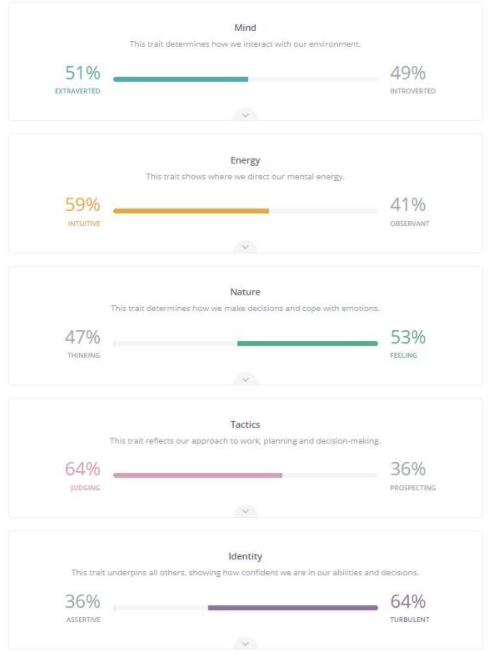 Mind
This trait determines how we interact with our environment.
51%
49%
EXTRAVERTED
INTROVERTED
Energy
This trait shows where we direct our mental energy.
59%
41%
INTUITIVE
OBSERVANT
Nature
This trait determines how we make decisions and cope with emotions.
47%
53%
THINKING
FEELING
Tactics
This trait reflects our approach to work, planning and decision-making.
64%
36%
JUDGING
PROSPECTING
Identity
This trait underpins all others, showing how confident we are in our abilities and decisions.
36%
64%
ASSERTIVE
TURBULENT